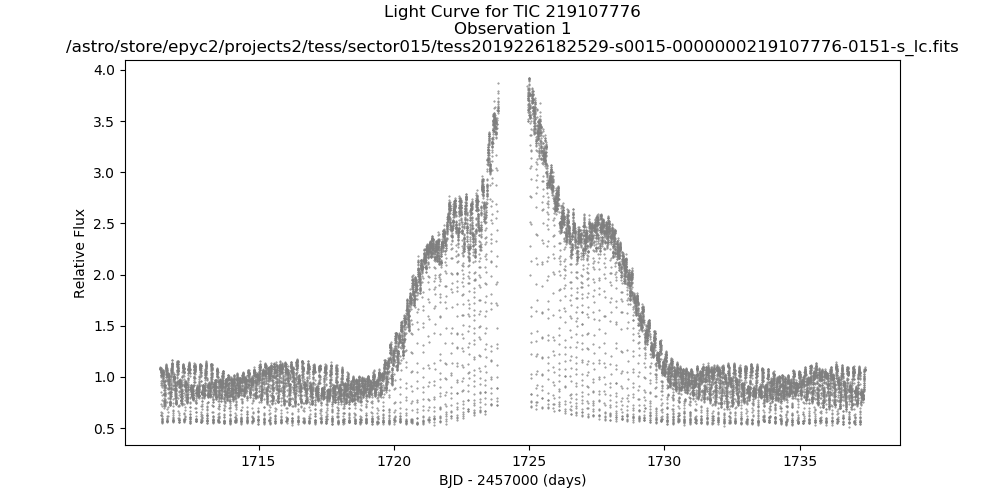 Light Curve for TIC 219107776
Observation 1
/astro/store/epyc2/projects2/tess/sector015/tess2019226182529-s0015-0000000219107776-0151-s_lc.fits
4.0
3.5
3.0
2.5
2.0
1.5
1.0
0.5
Relative Flux
1715
1720
1725
1730
1735
BJD - 2457000 (days)